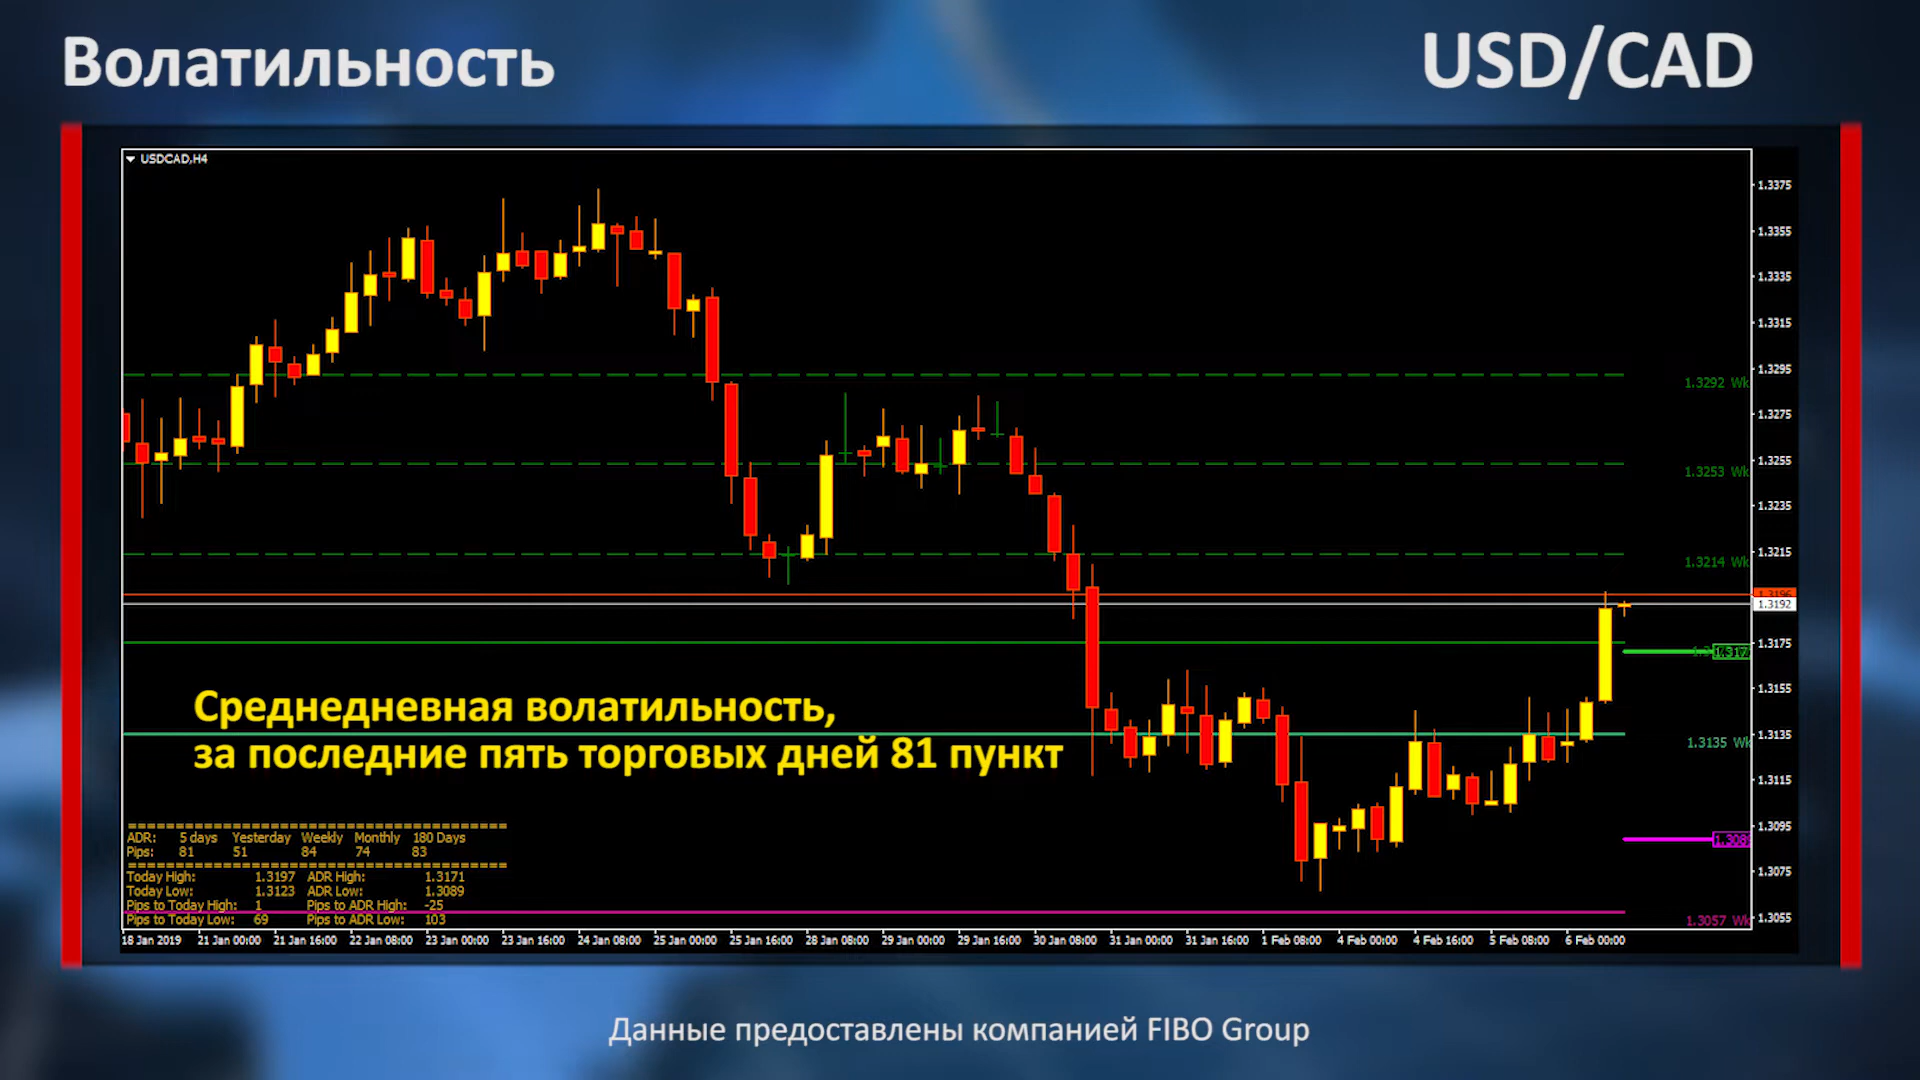 Волатильность
USD/CAD
USDCAD,H4
1.3375
1.3355
1.3335
1.3315
1.3295
1.3292 Wk
1.3275
1.3255
1.3253 Wk
1.3235
1.3215
1.3214 Wk
1.3196
1.3192
1.3175
1.317
1.3155
1.3135
1.3135 Wk
1.3115
1.3095
1.3089
1.3075
1.3055
1.3057 Wk
Среднедневная волатильность,
за последние пять торговых дней 81 пункт
ADR: 5 days Yesterday Weekly Monthly 180 Days
Pips: 81 51 84 74 83
Today High: 1.3197 ADR High: 1.3171
Today Low: 1.3123 ADR Low: 1.3089
Pips to Today High: 1 Pips to ADR High: -25
Pips to Today Low: 69 Pips to ADR Low: 103
18 Jan 2019 21 Jan 00:00 21 Jan 16:00 22 Jan 08:00 23 Jan 00:00 23 Jan 16:00 24 Jan 08:00 25 Jan 00:00 25 Jan 16:00 28 Jan 08:00 29 Jan 00:00 29 Jan 16:00 30 Jan 08:00 31 Jan 00:00 31 Jan 16:00 1 Feb 08:00 4 Feb 00:00 4 Feb 16:00 5 Feb 08:00 6 Feb 00:00
Данные предоставлены компанией FIBO Group